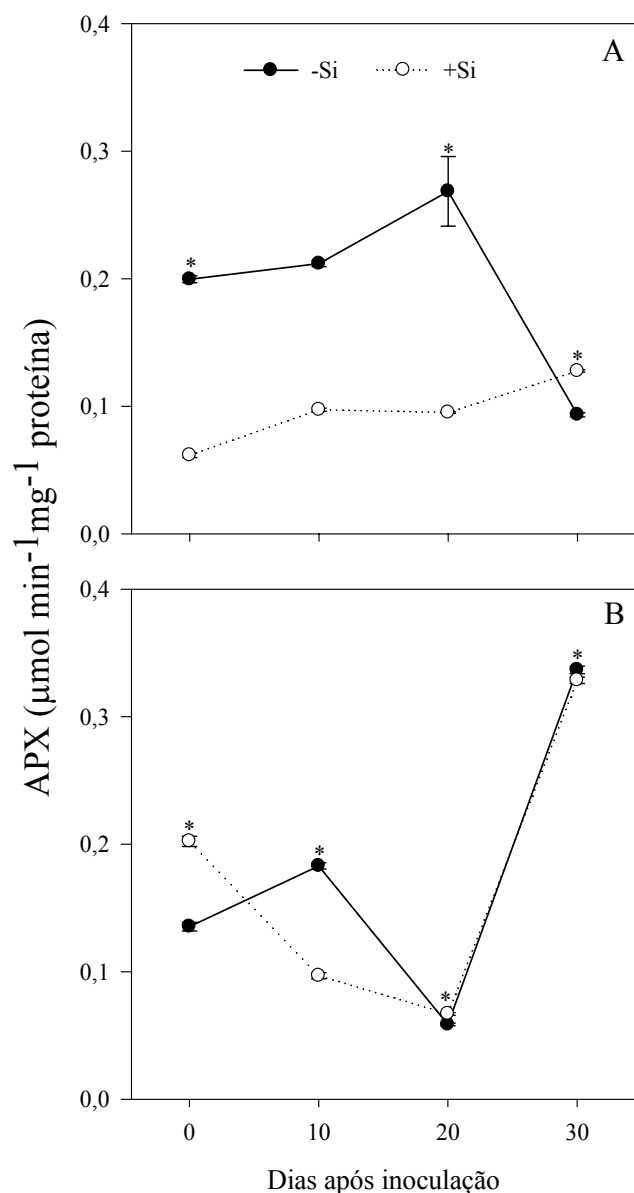 0,4
A
-Si +Si
*
0,3
*
0,2
*
0,1
0,0
APX (µmol min-1mg-1 proteína)
0,4
B
*
0,3
*
*
0,2
0,1
*
0,0
0 10 20 30
Dias após inoculação